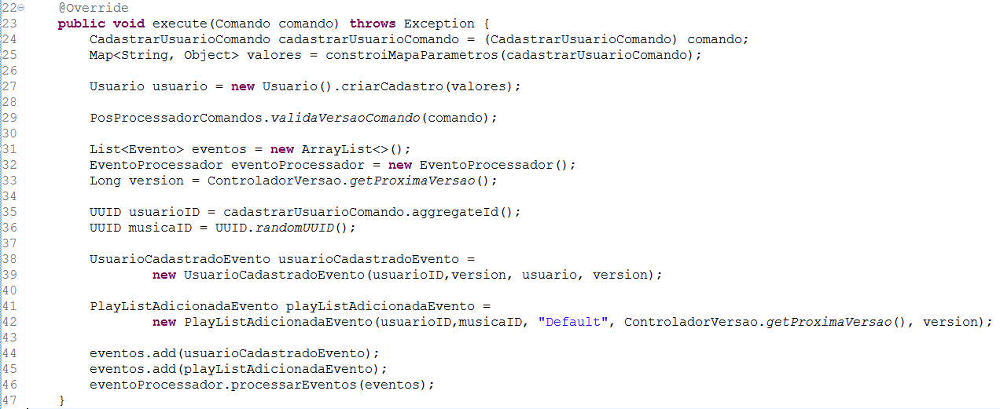 22 @Override
23 public void execute(Comando comando) throws Exception {
24 CadastrarUsuarioComando cadastrarUsuarioComando = (CadastrarUsuarioComando) comando;
25 Map<String, Object> valores = constroiMapaParametros(cadastrarUsuarioComando);
26
27 Usuario usuario = new Usuario().criarCadastro(valores);
28
29 PosProcessadorComandos.validaVersaoComando(comando);
30
31 List<Evento> eventos = new ArrayList<>();
32 EventoProcessador eventoProcessador = new EventoProcessador();
33 Long version = ControladorVersao.getProximaVersao();
34
35 UUID usuarioID = cadastrarUsuarioComando.aggregateId();
36 UUID musicaID = UUID.randomUUID();
37
38 UsuarioCadastradoEvento usuarioCadastradoEvento =
39 new UsuarioCadastradoEvento(usuarioID,version, usuario, version);
40
41 PlayListAdicionadaEvento playListAdicionadaEvento =
42 new PlayListAdicionadaEvento(usuarioID,musicaID, "Default", ControladorVersao.getProximaVersao(), version);
43
44 eventos.add(usuarioCadastradoEvento);
45 eventos.add(playListAdicionadaEvento);
46 eventoProcessador.processarEventos(eventos);
47 }